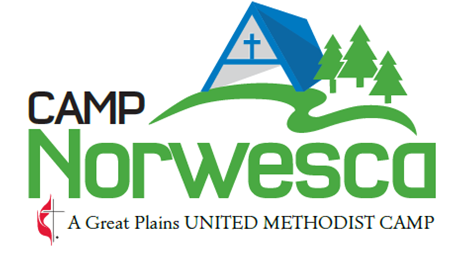 CAMP
Norwesca
A Great Plains UNITED METHODIST CAMP